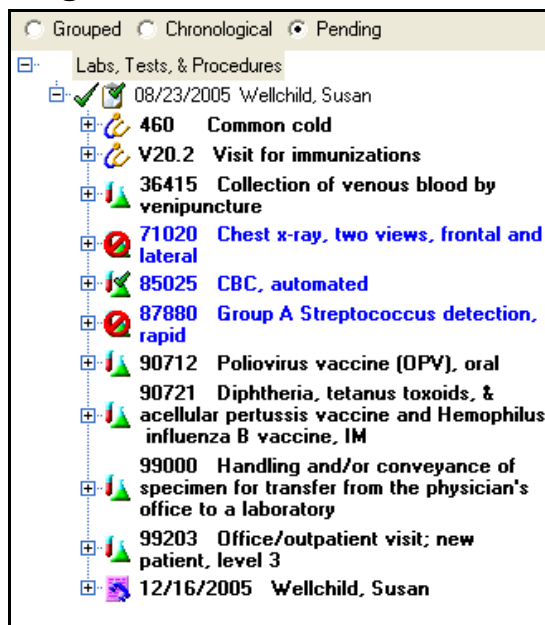 Grouped Chronological Pending
Labs, Tests, & Procedures
08/23/2005 Wellchild, Susan
460 Common cold
V20.2 Visit for immunizations
36415 Collection of venous blood by
venipuncture
71020 Chest x-ray, two views, frontal and
lateral
85025 CBC, automated
87880 Group A Streptococcus detection,
rapid
90712 Poliovirus vaccine (OPV), oral
90721 Diphtheria, tetanus toxoids, &
acellular pertussis vaccine and Hemophilus
influenza B vaccine, IM
99000 Handling and/or conveyance of
specimen for transfer from the physician's
office to a laboratory
99203 Office/outpatient visit; new
patient, level 3
12/16/2005 Wellchild, Susan